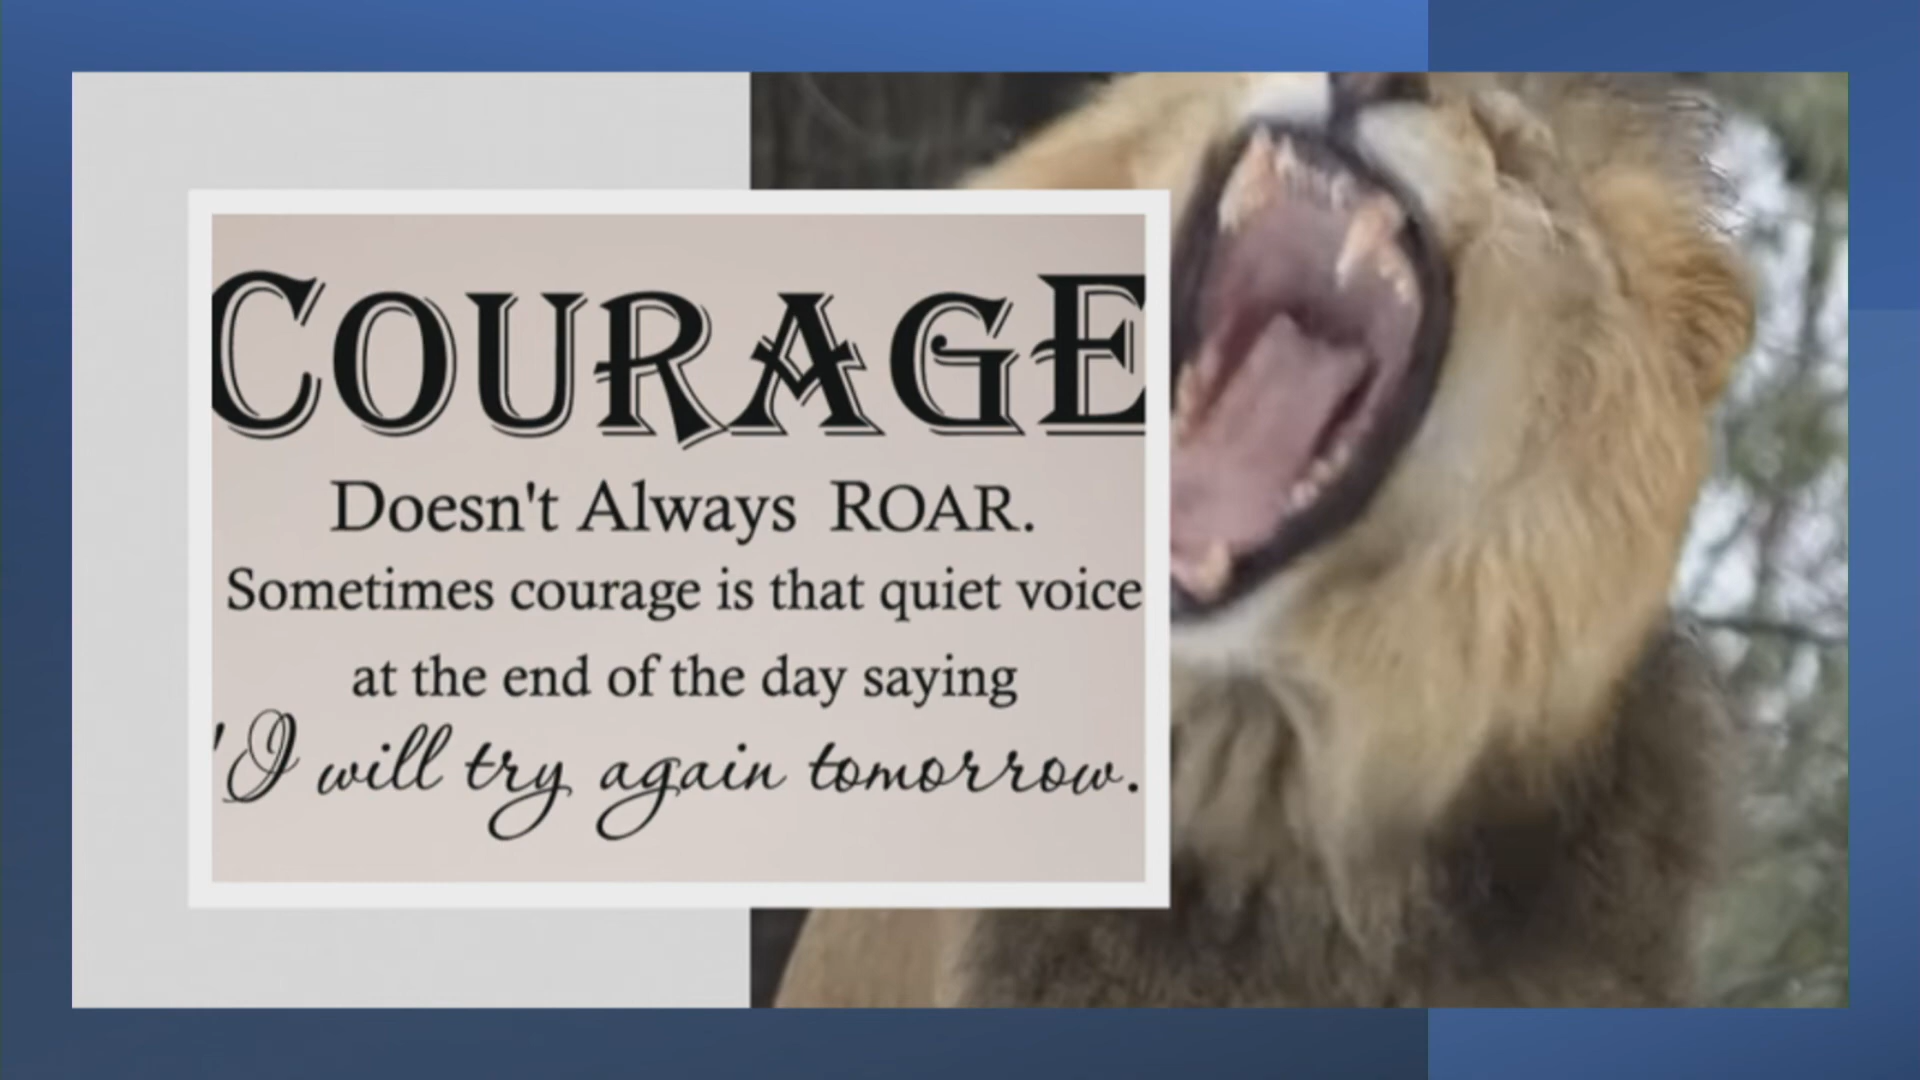 COURAGE
Doesn't Always ROAR.
Sometimes courage is that quiet voice
at the end of the day saying
'I will try again tomorrow.